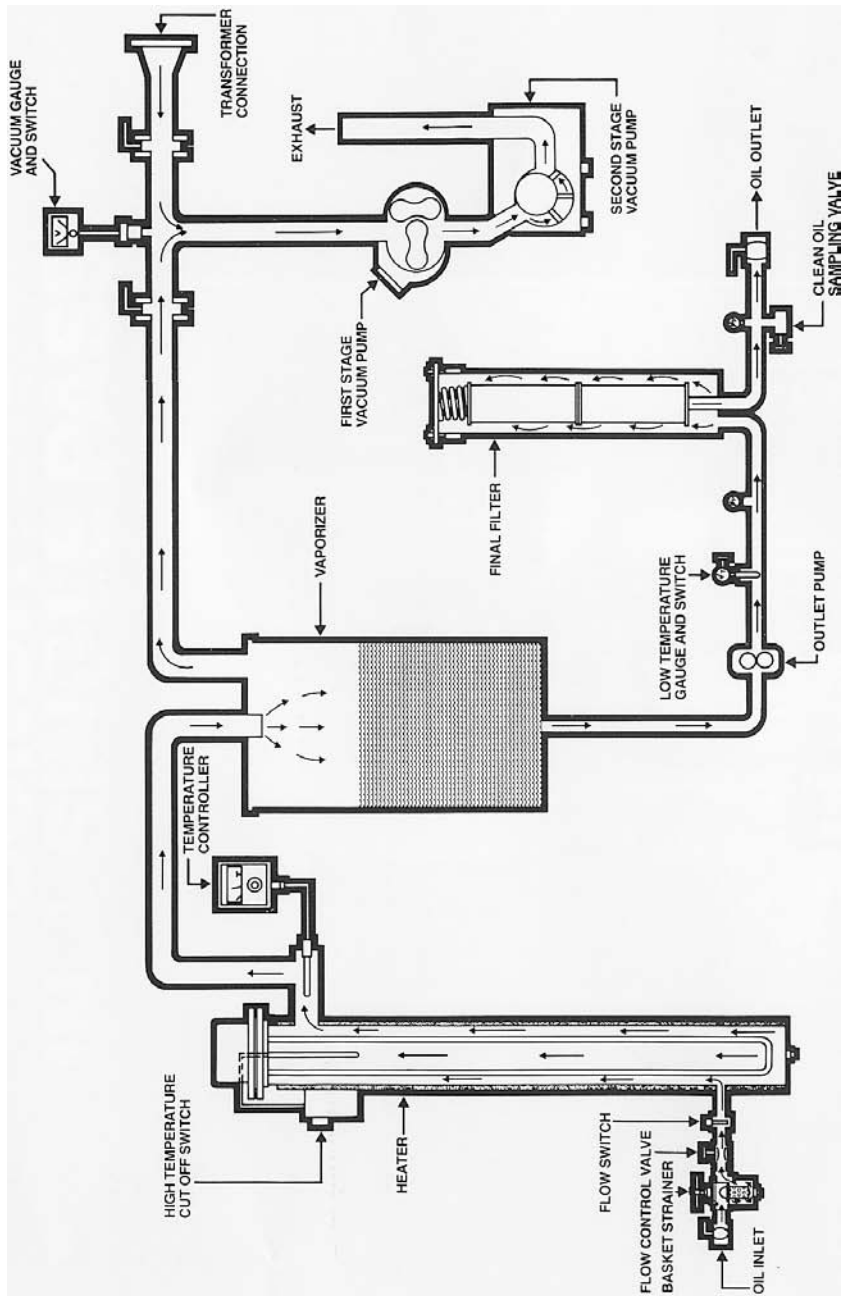 VACUUM GAUGE
AND SWITCH
TRANSFORMER
CONNECTION
EXHAUST
SECOND STAGE
VACUUM PUMP
FIRST STAGE
VACUUM PUMP
OIL OUTLET
CLEAN OIL
SAMPLING VALVE
FINAL FILTER
VAPORIZER
LOW TEMPERATURE
GAUGE AND SWITCH
OUTLET PUMP
TEMPERATURE
CONTROLLER
HIGH TEMPERATURE
CUT OFF SWITCH
HEATER
FLOW SWITCH
FLOW CONTROL VALVE
BASKET STRAINER
OIL INLET